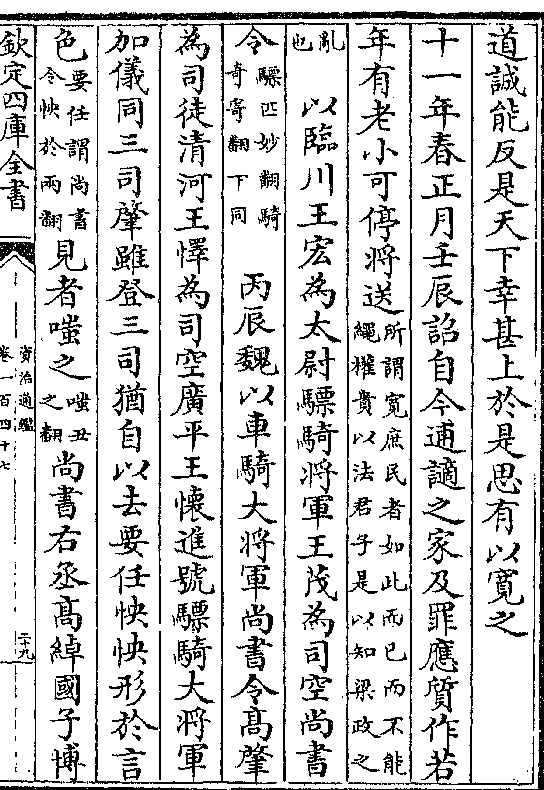 道誠能反是天下幸甚上於是思有以寬之
十一年春正月壬辰詔自今逋謫之家及罪應質作若
年有老小可停將送所謂寬庶民者如此而已而不能繩權貴以法君子是以知梁政之
亂也　以臨川王宏為太尉驃騎將軍王茂為司空尚書
令驃匹妙翻騎奇寄翻下同　丙辰魏以車騎大將軍尚書令髙肇
為司徒清河王懌為司空廣平王懷進號驃騎大將軍
加儀同三司肇雖登三司猶自以去要任怏怏形於言
色要任謂尚書令怏於兩翻見者嗤之嗤丑之翻尚書右丞髙綽國子博
欽定四庫全書
資治通鑑
卷一百四十七
二十九